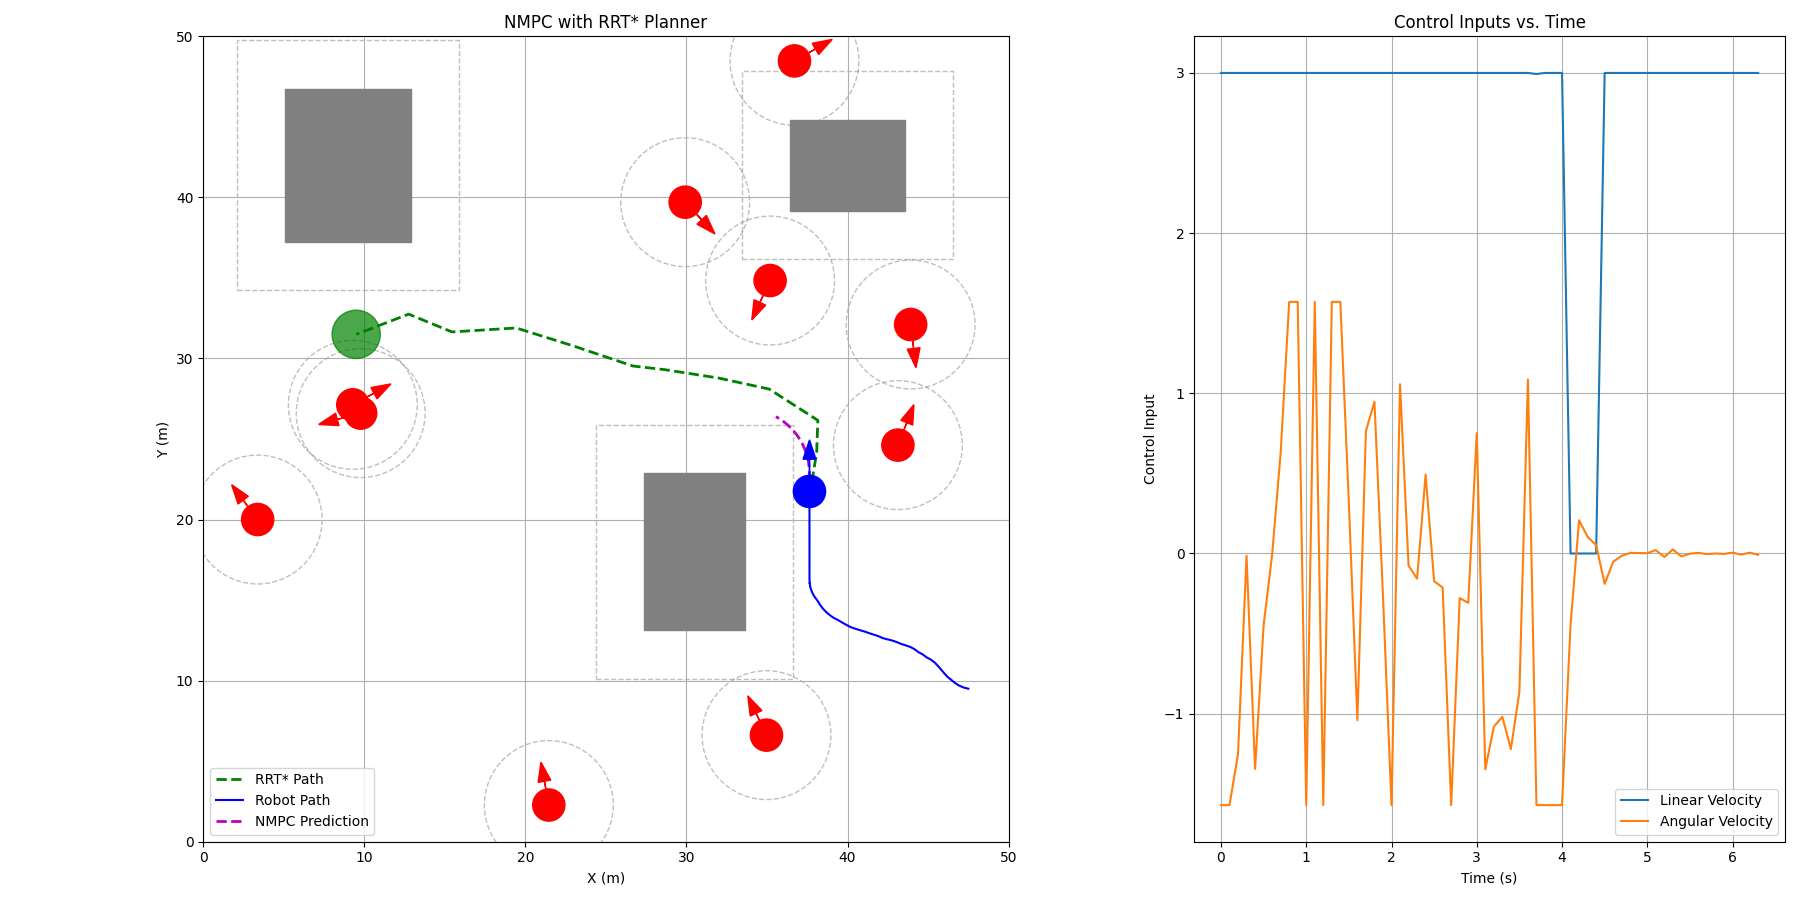 NMPC with RRT* Planner
50
40
30
20
10
0
0 10 20 30 40 50
Y (m)
X (m)
RRT* Path
Robot Path
NMPC Prediction
Control Inputs vs. Time
3
2
1
0
−1
0 1 2 3 4 5 6
Control Input
Time (s)
Linear Velocity
Angular Velocity